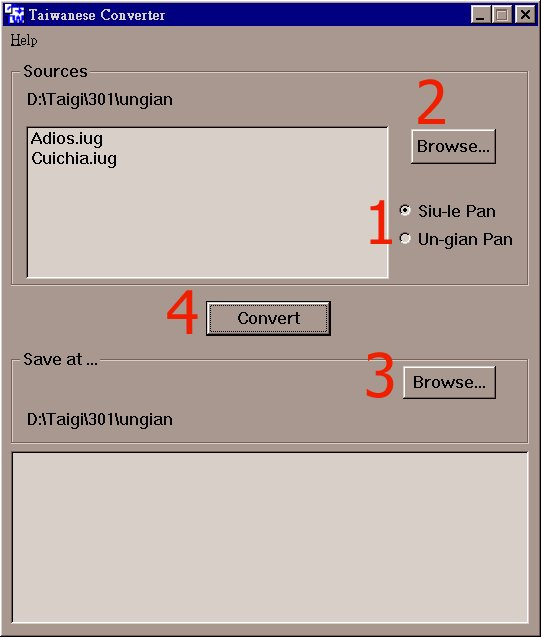 Taiwanese Converter
Help
Sources
D:\Taigi\301\ungian
2
Adios.iug
Cuichia.iug
Browse...
1
Siu-le Pan
Un-gian Pan
4
Convert
Save at ...
3
Browse...
D:\Taigi\301\ungian